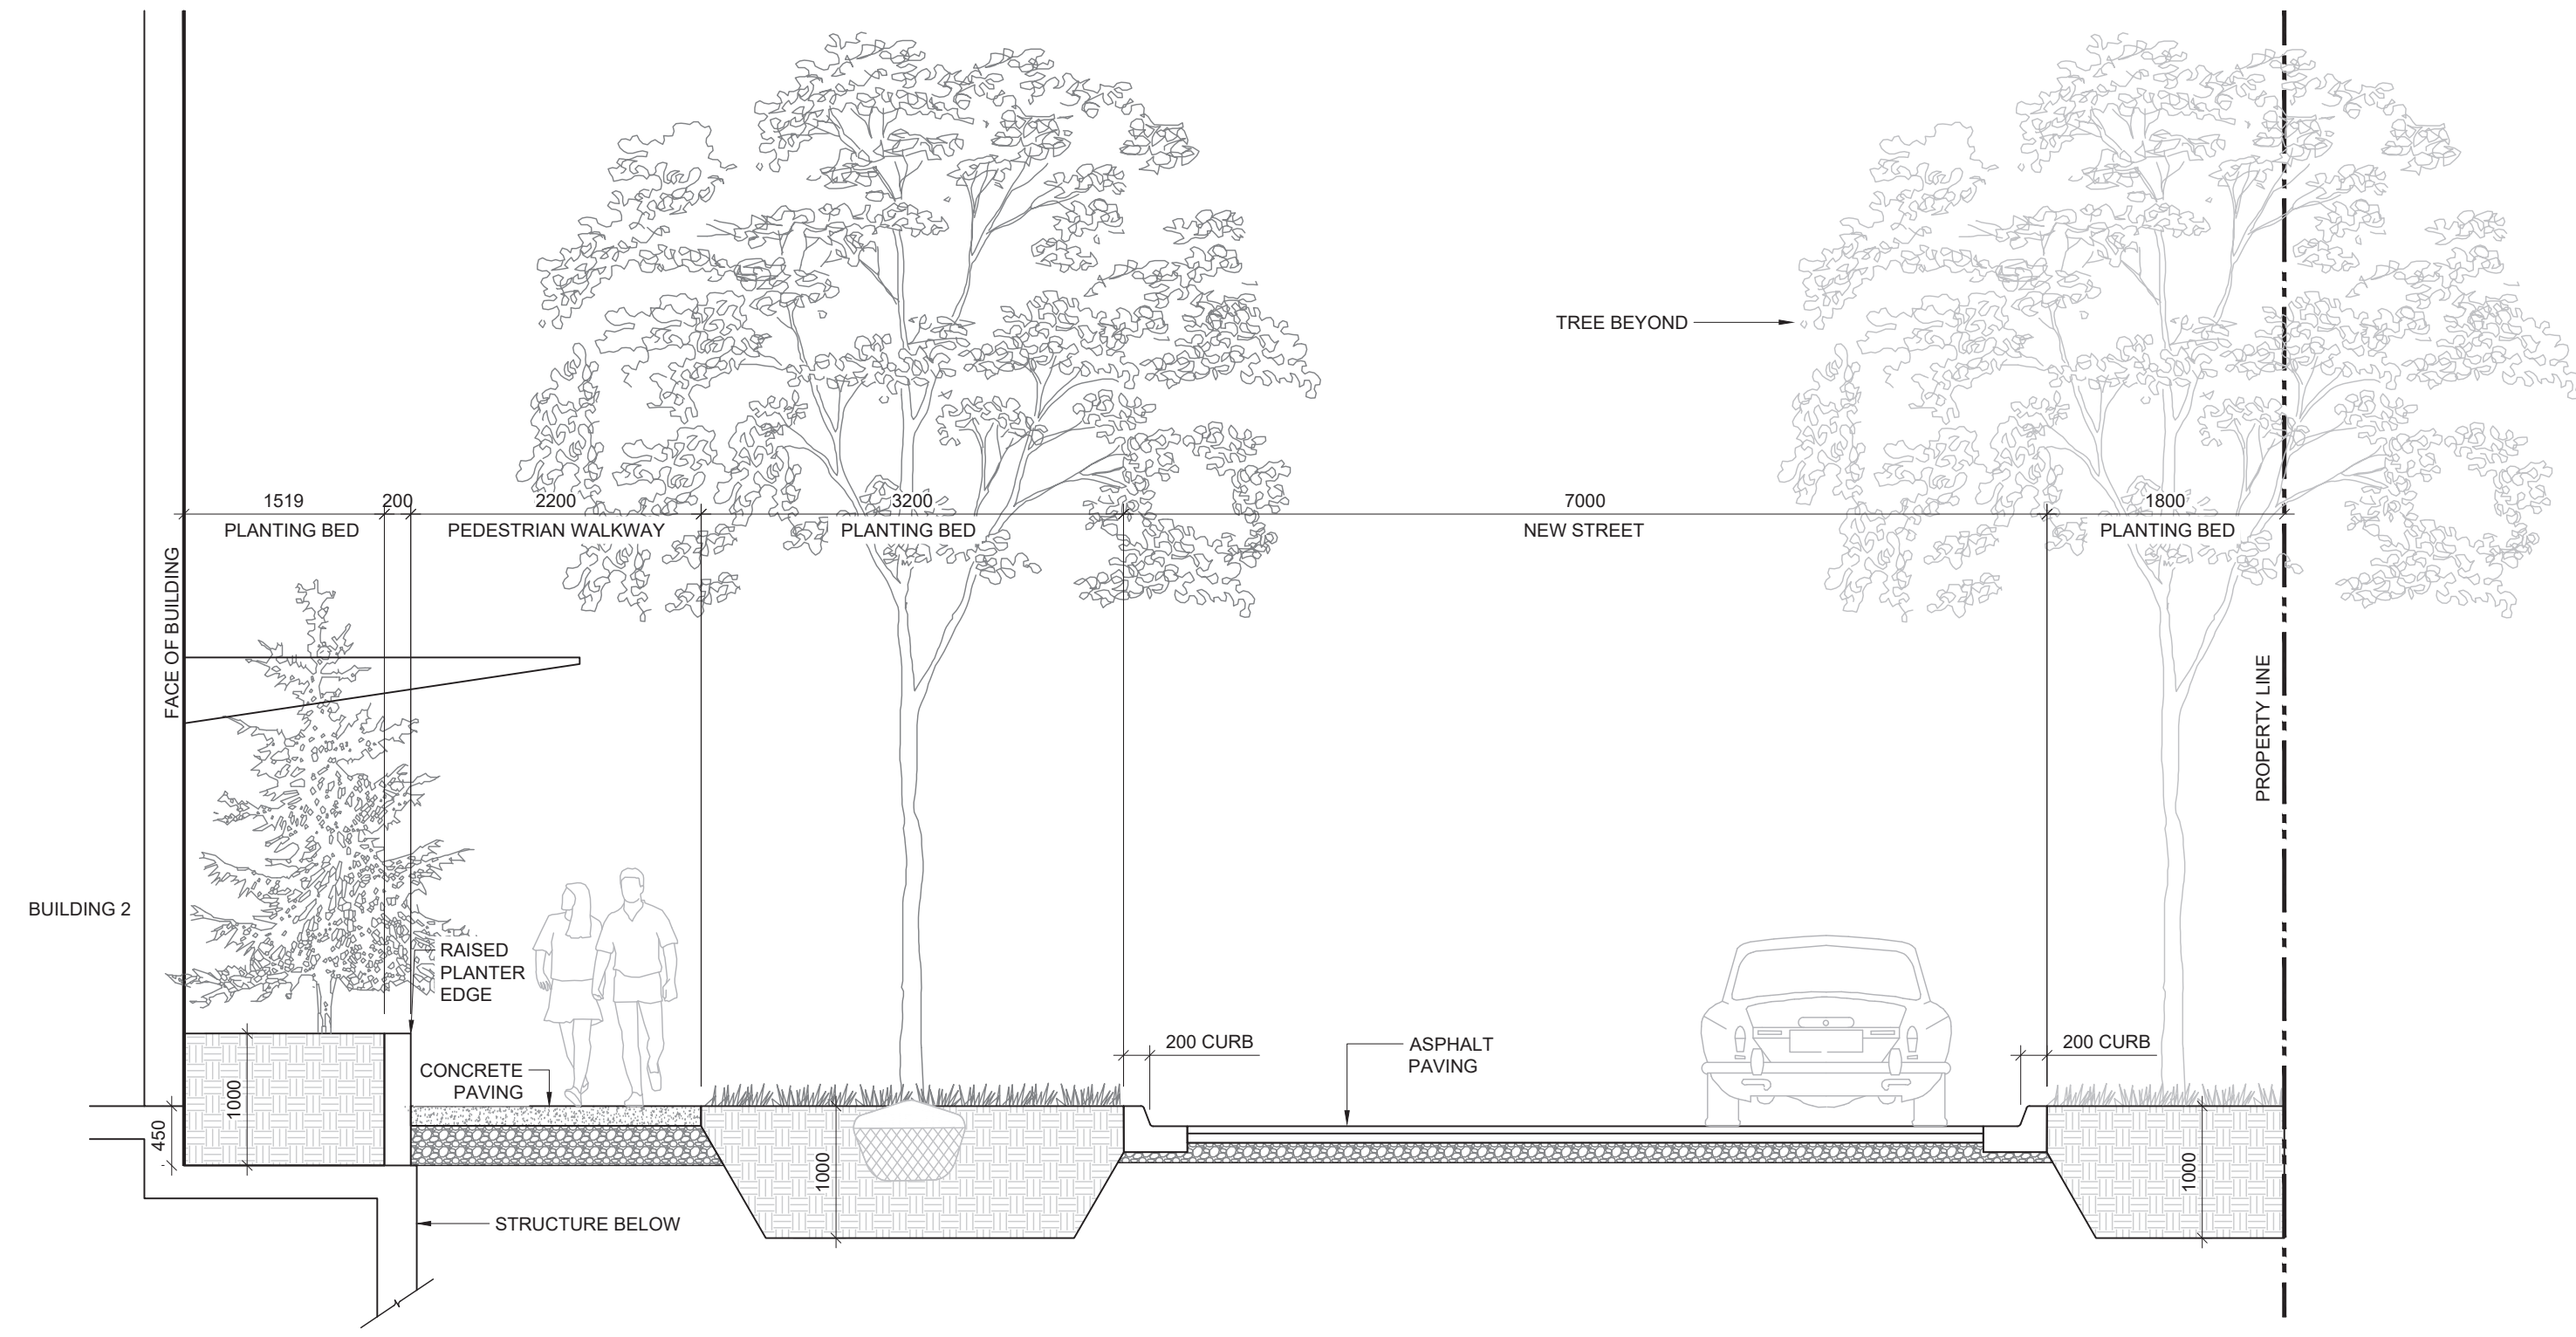 TREE BEYOND
1519
200
2200
3200
7000
1800
PLANTING BED
PEDESTRIAN WALKWAY
PLANTING BED
NEW STREET
PLANTING BED
FACE OF BUILDING
PROPERTY LINE
BUILDING 2
RAISED
PLANTER
EDGE
CONCRETE
PAVING
200 CURB
ASPHALT
PAVING
200 CURB
1000
450
1000
1000
STRUCTURE BELOW